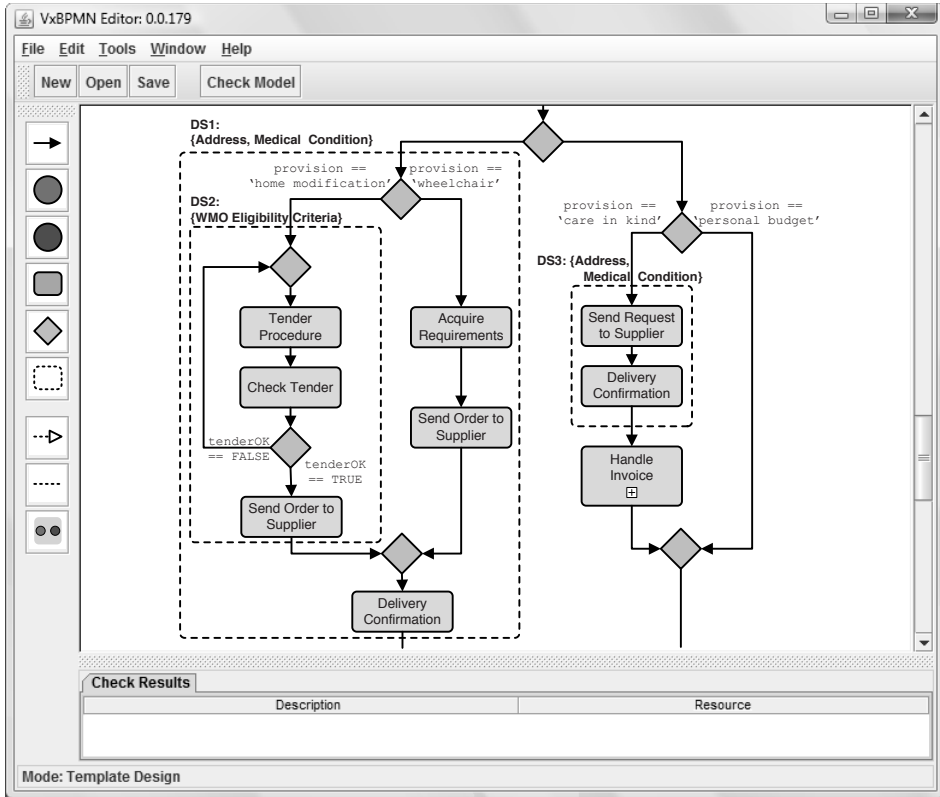 VxBPMN Editor: 0.0.179
File Edit Tools Window Help
New Open Save Check Model
DS1:
{Address, Medical Condition}
provision ==
‘home modification’
provision ==
‘wheelchair’
DS2:
{WMO Eligibility Criteria}
Tender
Procedure
Check Tender
tenderOK
== FALSE
tenderOK
== TRUE
Send Order to
Supplier
Acquire
Requirements
Send Order to
Supplier
Delivery
Confirmation
provision ==
‘care in kind’
provision ==
‘personal budget’
DS3: {Address,
Medical Condition}
Send Request
to Supplier
Delivery
Confirmation
Handle
Invoice
Check Results
Description Resource
Mode: Template Design